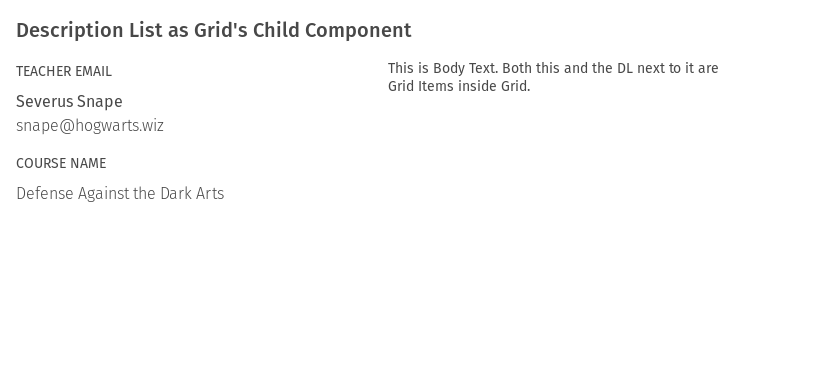 Description List as Grid's Child Component
TEACHER EMAIL
Severus Snape
snape@hogwarts.wiz
COURSE NAME
Defense Against the Dark Arts
This is Body Text. Both this and the DL next to it are
Grid Items inside Grid.